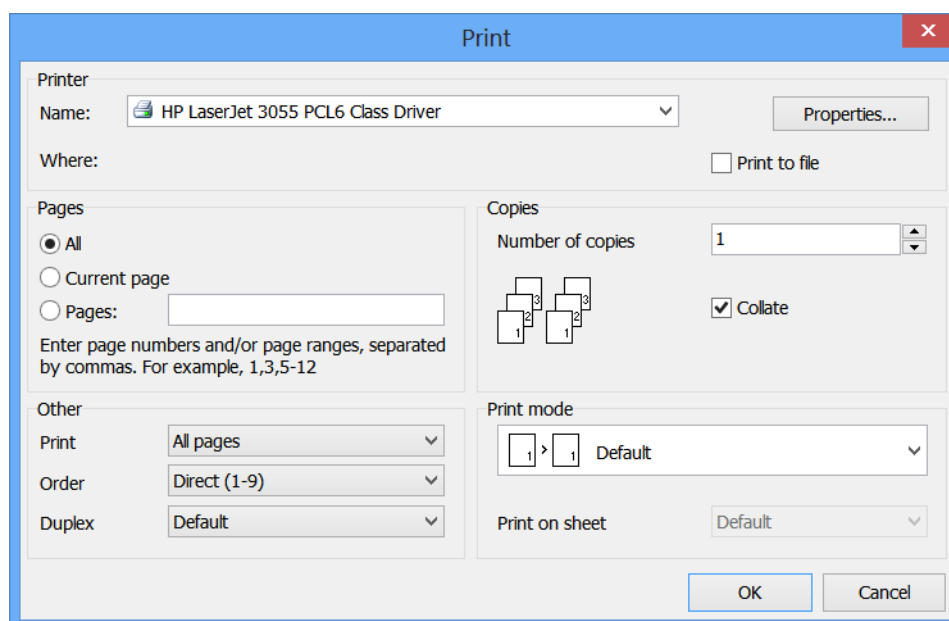 Print
Printer
Name: HP LaserJet 3055 PCL6 Class Driver Properties...
Where: Print to file
Pages
All
Current page
Pages:
Enter page numbers and/or page ranges, separated
by commas. For example, 1,3,5-12
Copies
Number of copies 1
3 3
2 2
1 1
Collate
Other
Print All pages
Order Direct (1-9)
Duplex Default
Print mode
1 > 1 Default
Print on sheet Default
OK Cancel